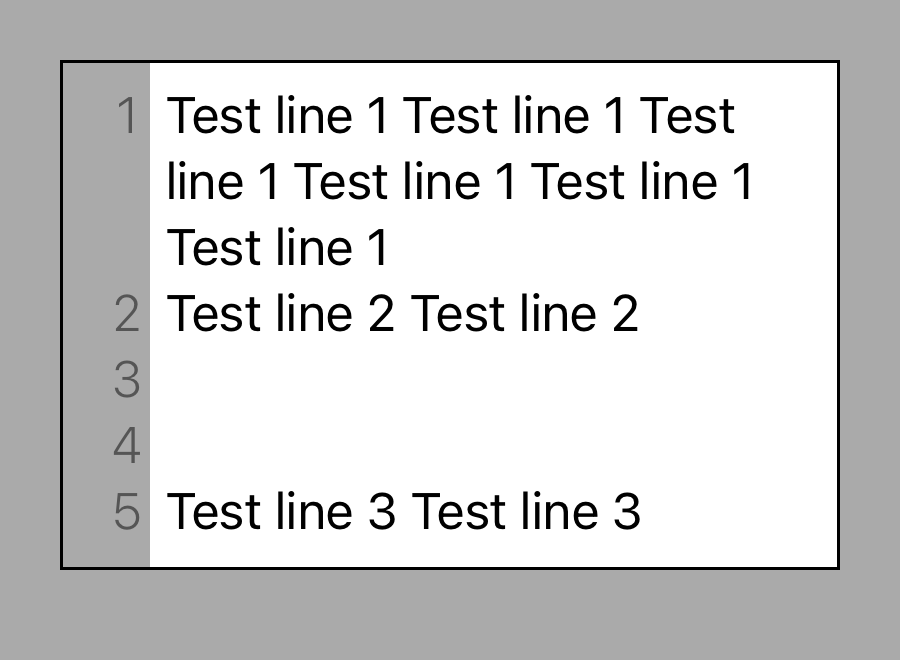 1 Test line 1 Test line 1 Test
line 1 Test line 1 Test line 1
Test line 1
2 Test line 2 Test line 2
3
4
5 Test line 3 Test line 3